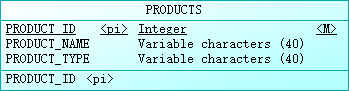 PRODUCTS
PRODUCT_ID <pi> Integer <M>
PRODUCT_NAME Variable characters (40)
PRODUCT_TYPE Variable characters (40)
PRODUCT_ID <pi>